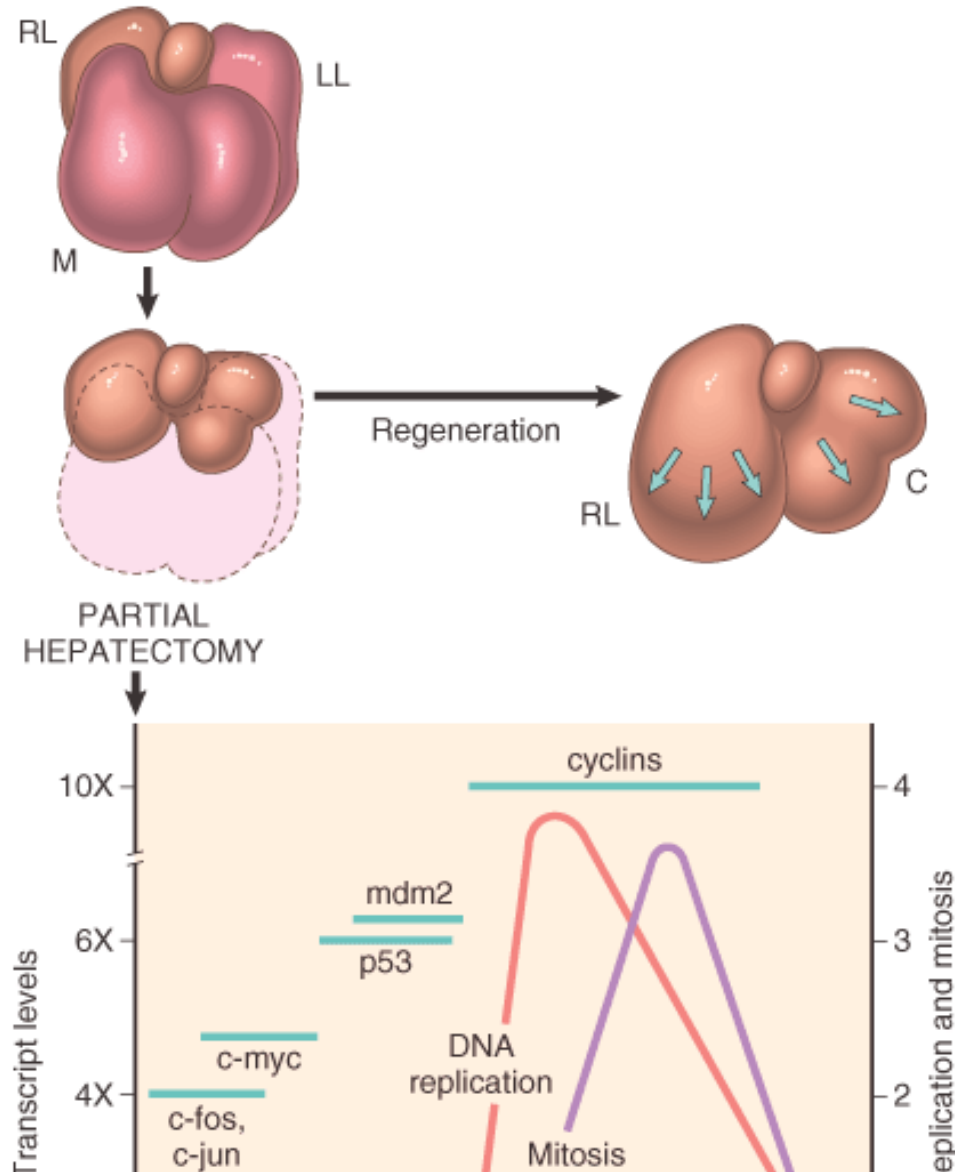 RL
LL
M
Regeneration
RL
C
PARTIAL
HEPATECTOMY
cyclins
10X
4
mdm2
6X
3
p53
Transcript levels
c-myc
DNA
replication
4X
2
c-fos,
c-jun
Mitosis
and mitosis